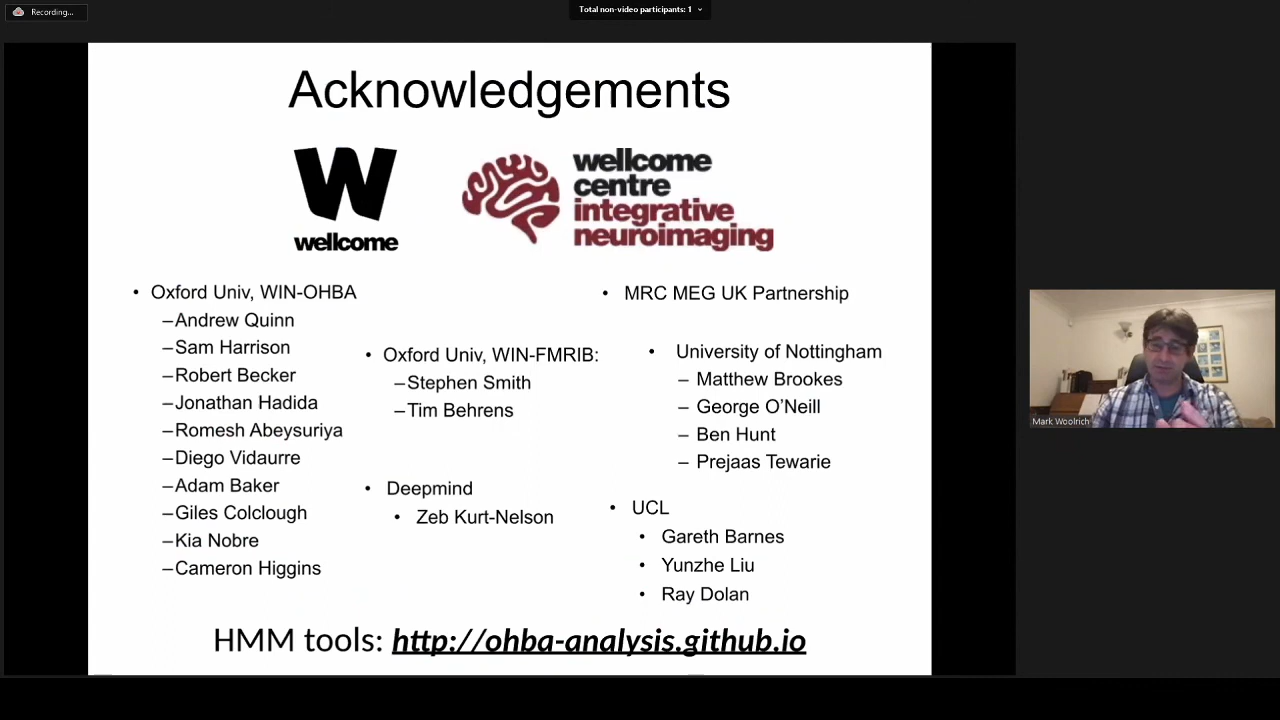 Recording...
Total non-video participants: 1
Acknowledgements
wellcome
wellcome
centre
integrative
neuroimaging
• Oxford Univ, WIN-OHBA
–Andrew Quinn
–Sam Harrison
–Robert Becker
–Jonathan Hadida
–Romesh Abeysuriya
–Diego Vidaurre
–Adam Baker
–Giles Colclough
–Kia Nobre
–Cameron Higgins
• Oxford Univ, WIN-FMRIB:
–Stephen Smith
–Tim Behrens
• Deepmind
• Zeb Kurt-Nelson
• MRC MEG UK Partnership
• University of Nottingham
– Matthew Brookes
– George O’Neill
– Ben Hunt
– Prejaas Tewarie
• UCL
• Gareth Barnes
• Yunzhe Liu
• Ray Dolan
HMM tools: http://ohba-analysis.github.io
Mark Woolrich